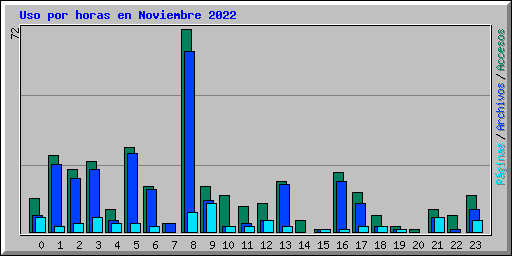 Uso por horas en Noviembre 2022
72
0 1 2 3 4 5 6 7 8 9 10 11 12 13 14 15 16 17 18 19 20 21 22 23
Páginas/Archivos/Accesos